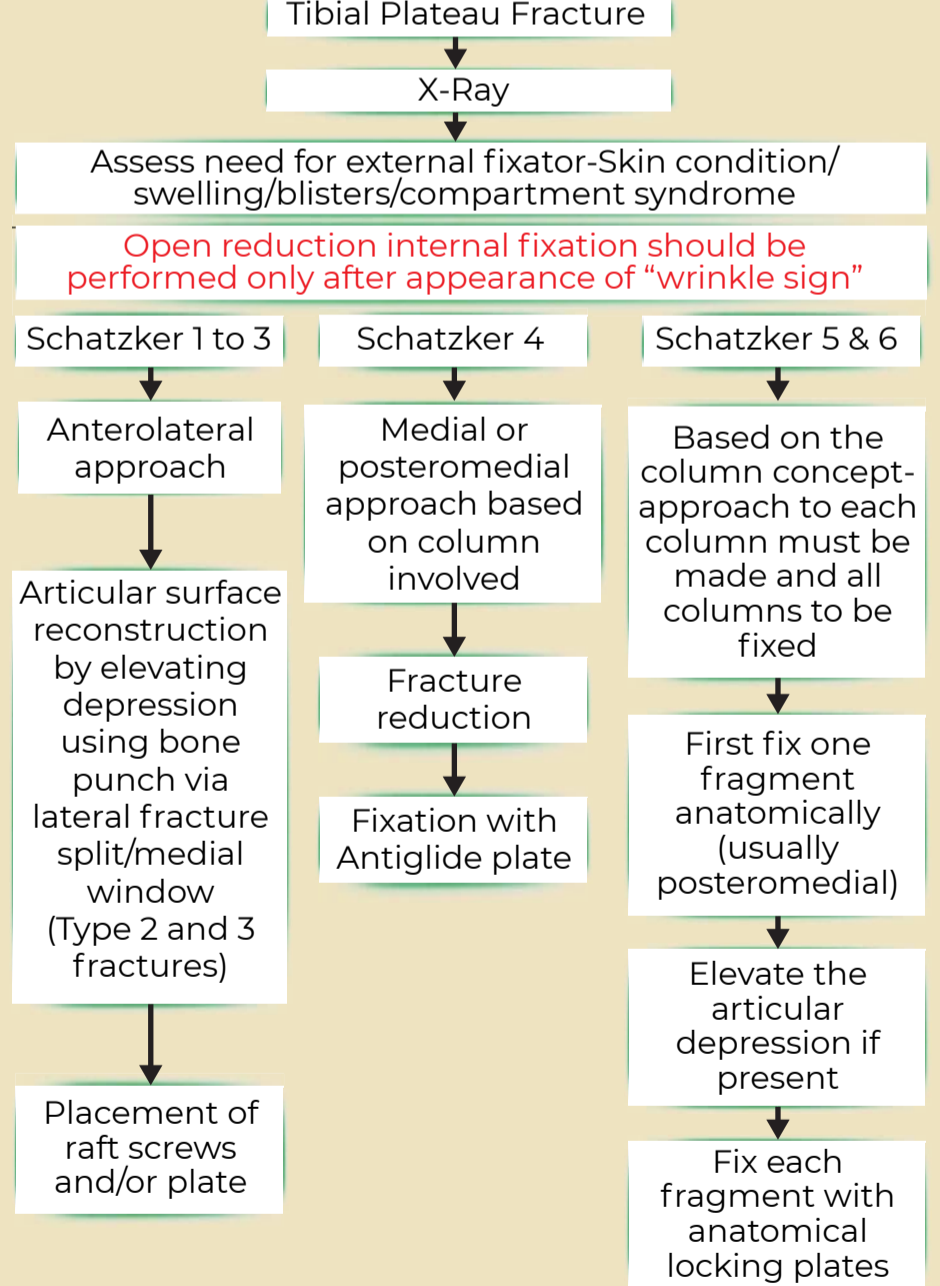 Tibial Plateau Fracture
X-Ray
Assess need for external fixator-Skin condition/
swelling/blisters/compartment syndrome
Open reduction internal fixation should be
performed only after appearance of “wrinkle sign”
Schatzker 1 to 3
Anterolateral
approach
Articular surface
reconstruction
by elevating
depression
using bone
punch via
lateral fracture
split/medial
window
(Type 2 and 3
fractures)
Placement of
raft screws
and/or plate
Schatzker 4
Medial or
posteromedial
approach based
on column
involved
Fracture
reduction
Fixation with
Antiglide plate
Schatzker 5 & 6
Based on the
column concept-
approach to each
column must be
made and all
columns to be
fixed
First fix one
fragment
anatomically
(usually
posteromedial)
Elevate the
articular
depression if
present
Fix each
fragment with
anatomical
locking plates